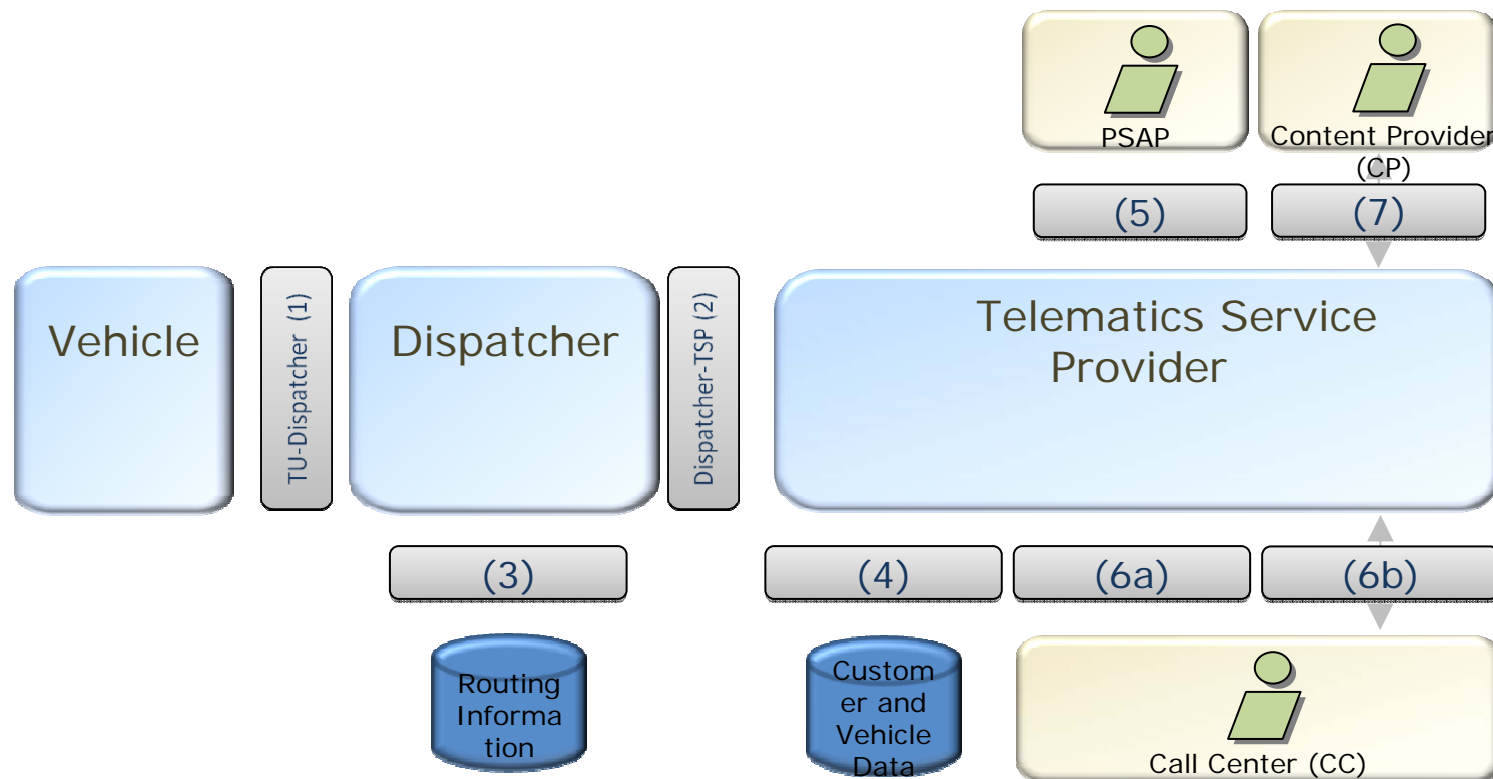 PSAP
Content Provider
(CP)
(5)
(7)
Vehicle
TU-Dispatcher (1)
Dispatcher
Dispatcher-TSP (2)
Telematics Service
Provider
(3)
(4)
(6a)
(6b)
Routing
Informa
tion
Custom
er and
Vehicle
Data
Call Center (CC)